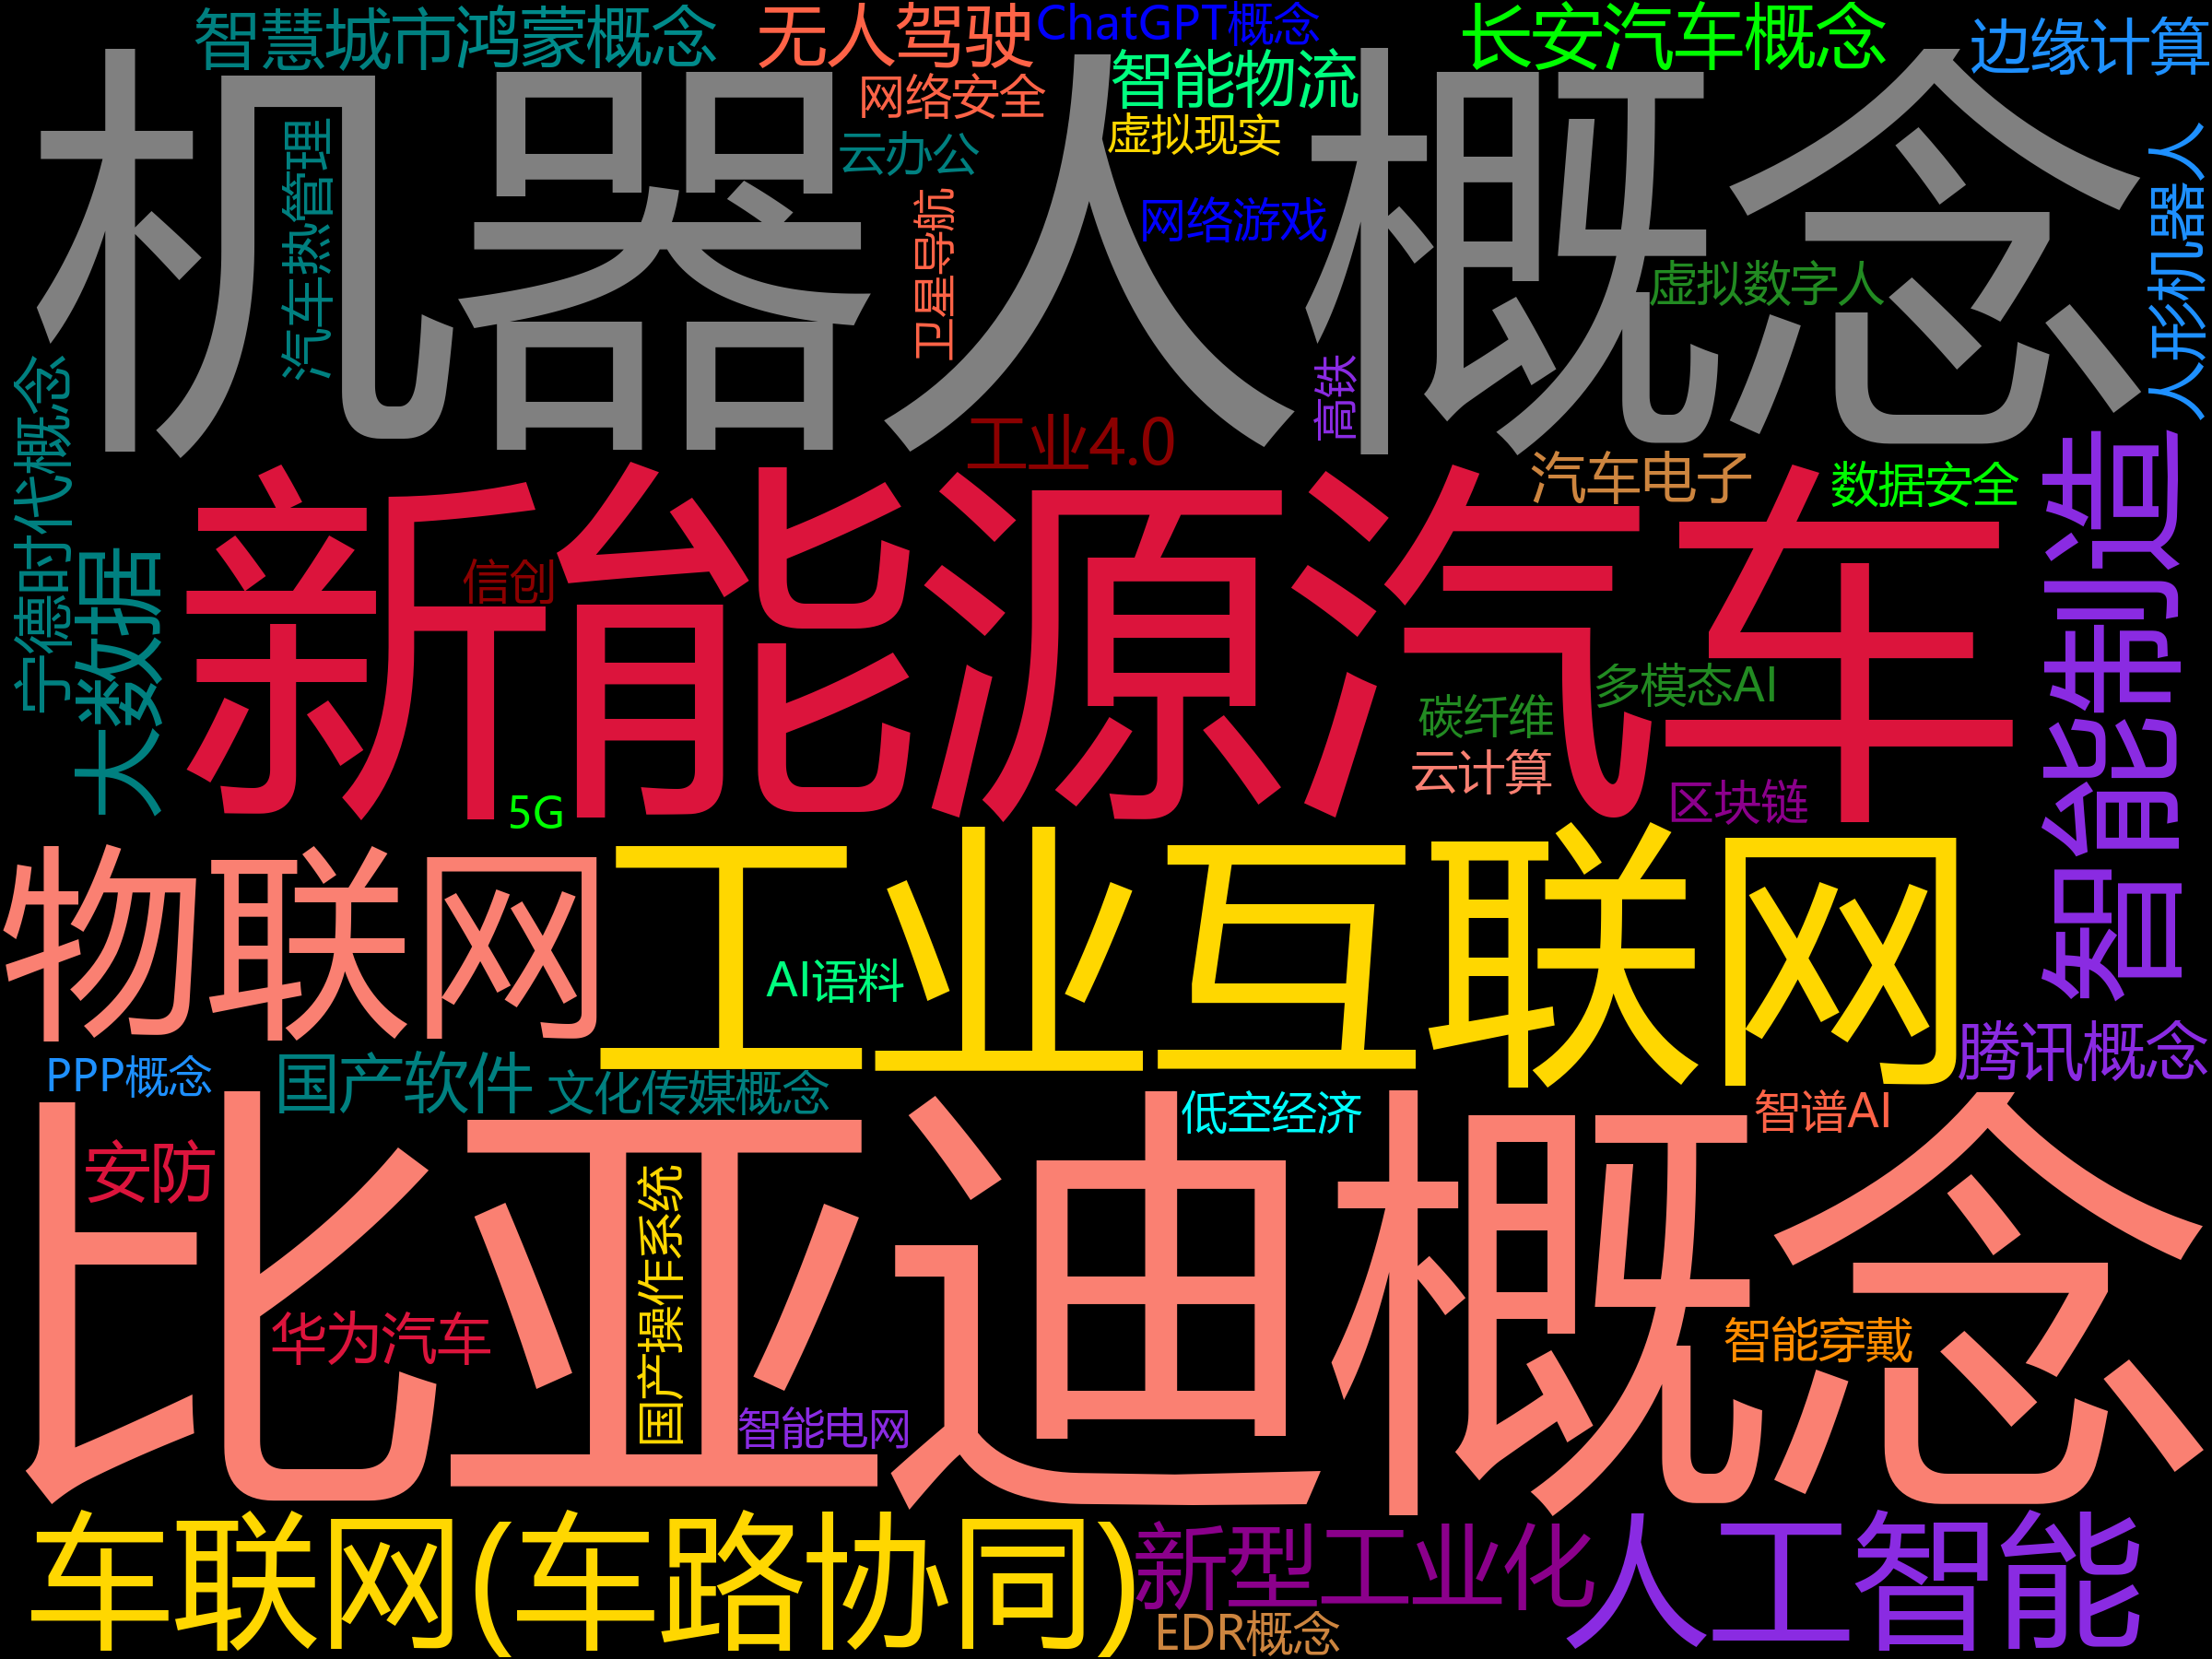 智慧城市
鸿蒙概念
无人驾驶
ChatGPT概念
长安汽车概念
边缘计算
机器人概念
网络安全
智能物流
云办公
虚拟现实
汽车热管理
卫星导航
网络游戏
虚拟数字人
人形机器人
高铁
工业4.0
宁德时代概念
大数据
新能源汽车
汽车电子
数据安全
智能制造
信创
多模态AI
碳纤维
云计算
区块链
5G
物联网
工业互联网
AI语料
腾讯概念
PPP概念
国产软件
文化传媒概念
低空经济
智谱AI
安防
比亚迪概念
国产操作系统
华为汽车
智能穿戴
智能电网
车联网(车路协同)
新型工业化
人工智能
EDR概念